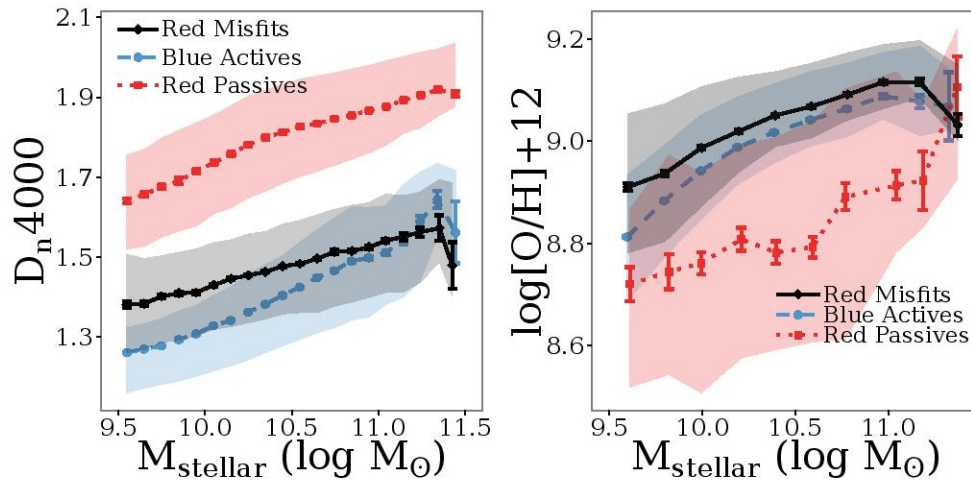 2.1
1.9
1.7
1.5
1.3
Dn4000
Red Misfits
Blue Actives
Red Passives
9.5 10.0 10.5 11.0 11.5
Mstellar (log M⊙)
9.2
9.0
8.8
8.6
log[O/H]+12
Red Misfits
Blue Actives
Red Passives
9.5 10.0 10.5 11.0
Mstellar (log M⊙)